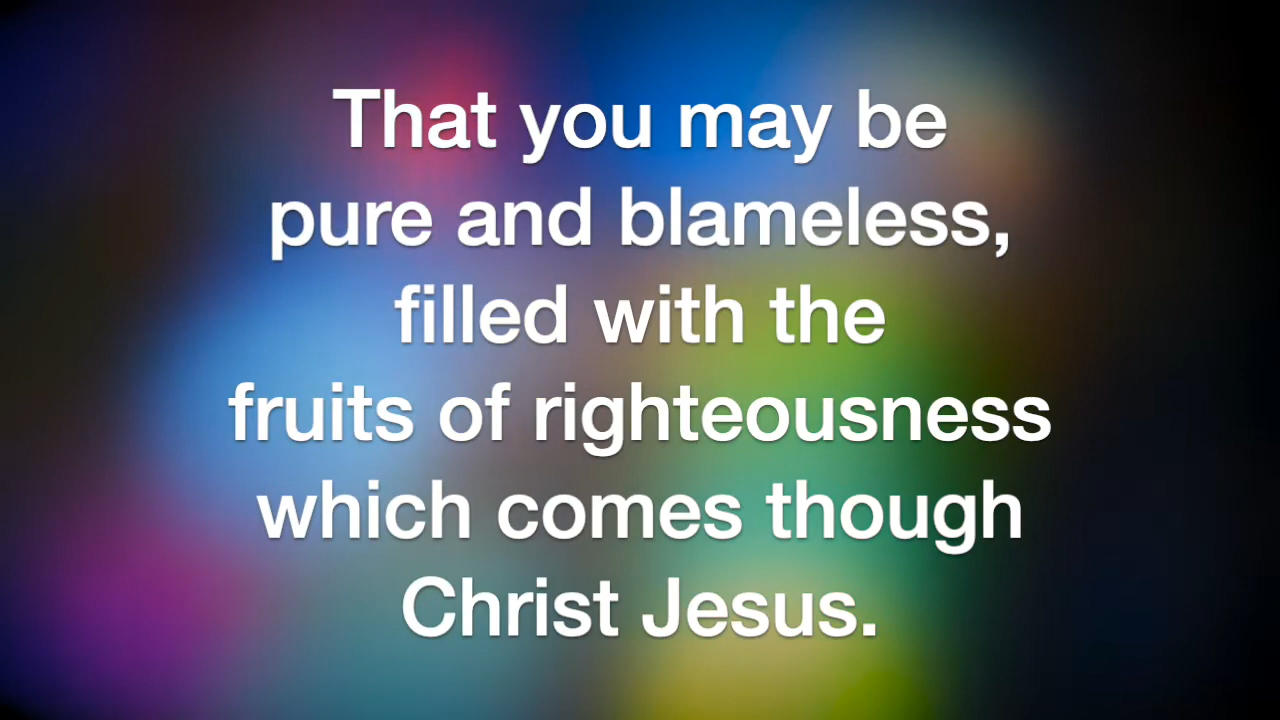 That you may be
pure and blameless,
filled with the
fruits of righteousness
which comes though
Christ Jesus.